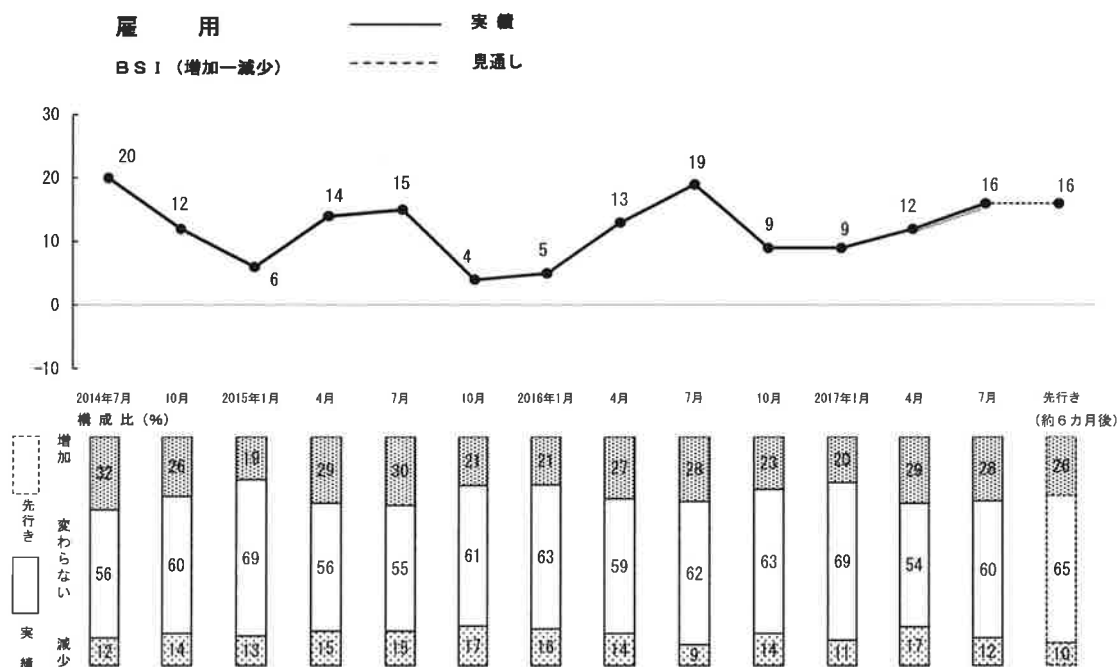 雇 用
実 績
BSI (増加ー減少)
見通し
30
20
10
0
-10
20 12 6 14 15 4 5 13 19 9 9 12 16 16
2014年7月 10月 2015年1月 4月 7月 10月 2016年1月 4月 7月 10月 2017年1月 4月 7月 先行き
構成比(%)
(約6カ月後)
増加
32 26 19 29 30 21 21 27 28 23 20 29 28 26
先行き
変わらない
56 60 69 56 55 61 63 59 62 63 69 54 60 65
実績
減少
12 14 13 15 15 17 16 14 9 14 11 17 12 10